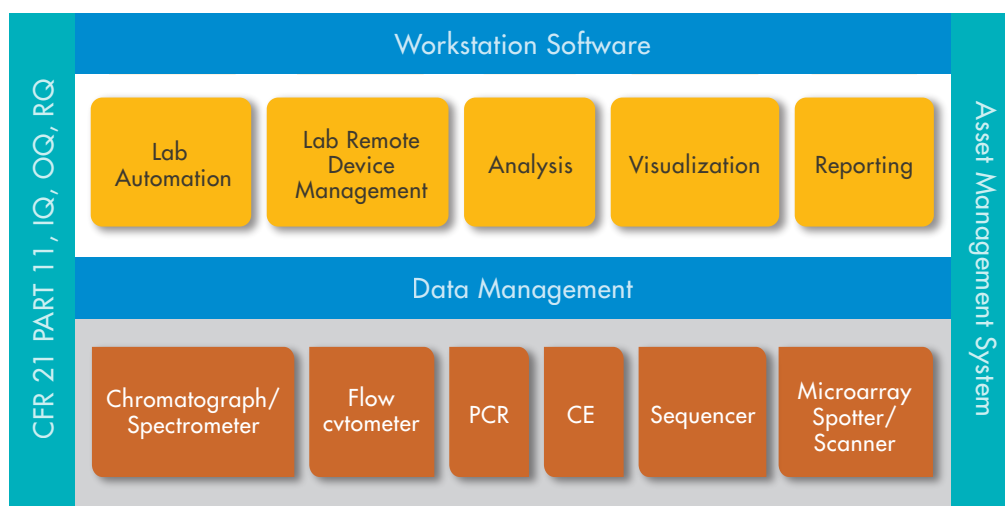 CFR 21 PART 11, IQ, OQ, RQ
Workstation Software
Lab
Automation
Lab Remote
Device
Management
Analysis
Visualization
Reporting
Data Management
Chromatograph/
Spectrometer
Flow
cvtometer
PCR
CE
Sequencer
Microarray
Spotter/
Scanner
Asset Management System